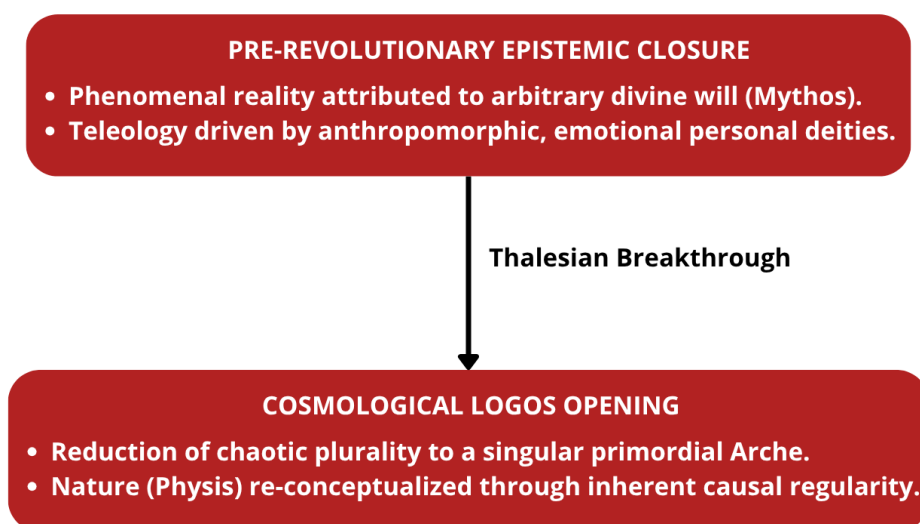 PRE-REVOLUTIONARY EPISTEMIC CLOSURE
• Phenomenal reality attributed to arbitrary divine will (Mythos).
• Teleology driven by anthropomorphic, emotional personal deities.
Thalesian Breakthrough
COSMOLOGICAL LOGOS OPENING
• Reduction of chaotic plurality to a singular primordial Arche.
• Nature (Physis) re-conceptualized through inherent causal regularity.